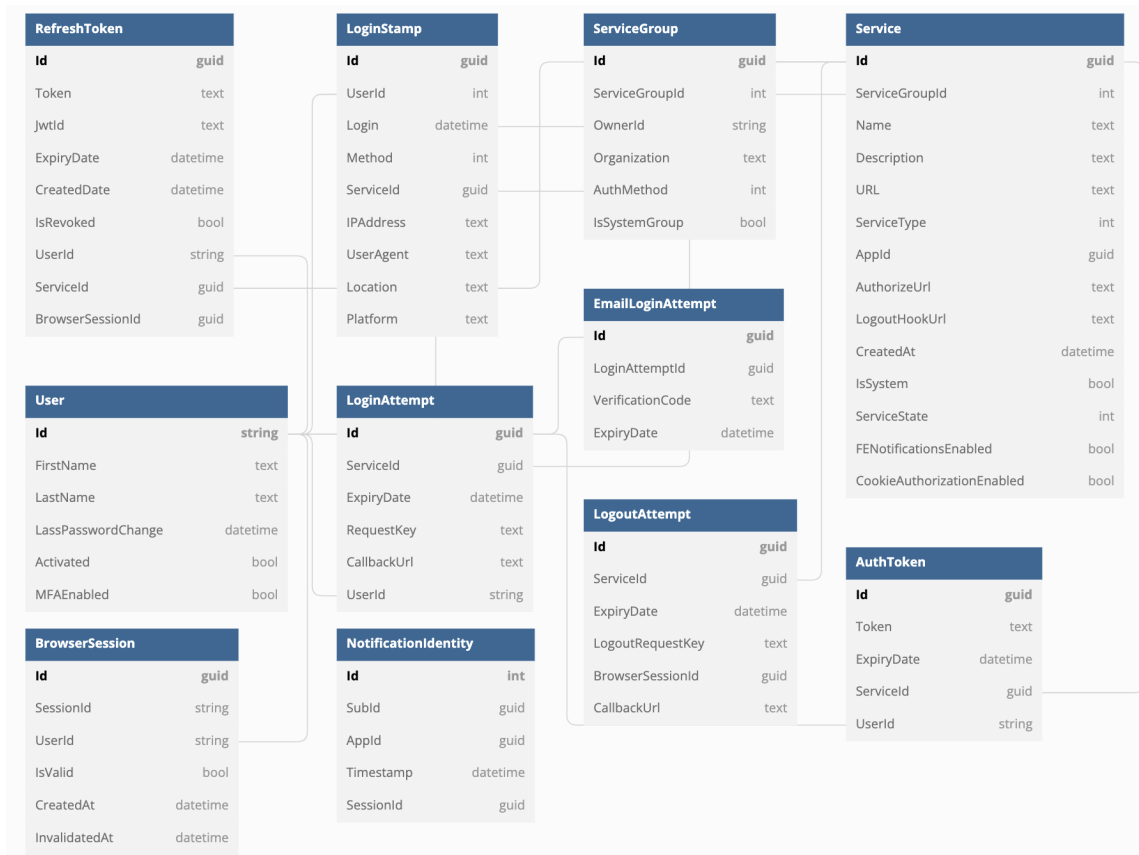 RefreshToken
Id guid
Token text
JwtId text
ExpiryDate datetime
CreatedDate datetime
IsRevoked bool
UserId string
ServiceId guid
BrowserSessionId guid
LoginStamp
Id guid
UserId int
Login datetime
Method int
ServiceId guid
IPAddress text
UserAgent text
Location text
Platform text
ServiceGroup
Id guid
ServiceGroupId int
OwnerId string
Organization text
AuthMethod int
IsSystemGroup bool
Service
Id guid
ServiceGroupId int
Name text
Description text
URL text
ServiceType int
AppId guid
AuthorizeUrl text
LogoutHookUrl text
CreatedAt datetime
IsSystem bool
ServiceState int
FENotificationsEnabled bool
CookieAuthorizationEnabled bool
EmailLoginAttempt
Id guid
LoginAttemptId guid
VerificationCode text
ExpiryDate datetime
User
Id string
FirstName text
LastName text
LassPasswordChange datetime
Activated bool
MFAEnabled bool
LoginAttempt
Id guid
ServiceId guid
ExpiryDate datetime
RequestKey text
CallbackUrl text
UserId string
LogoutAttempt
Id guid
ServiceId guid
ExpiryDate datetime
LogoutRequestKey text
BrowserSessionId guid
CallbackUrl text
AuthToken
Id guid
Token text
ExpiryDate datetime
ServiceId guid
UserId string
BrowserSession
Id guid
SessionId string
UserId string
IsValid bool
CreatedAt datetime
InvalidatedAt datetime
NotificationIdentity
Id int
SubId guid
AppId guid
Timestamp datetime
SessionId guid